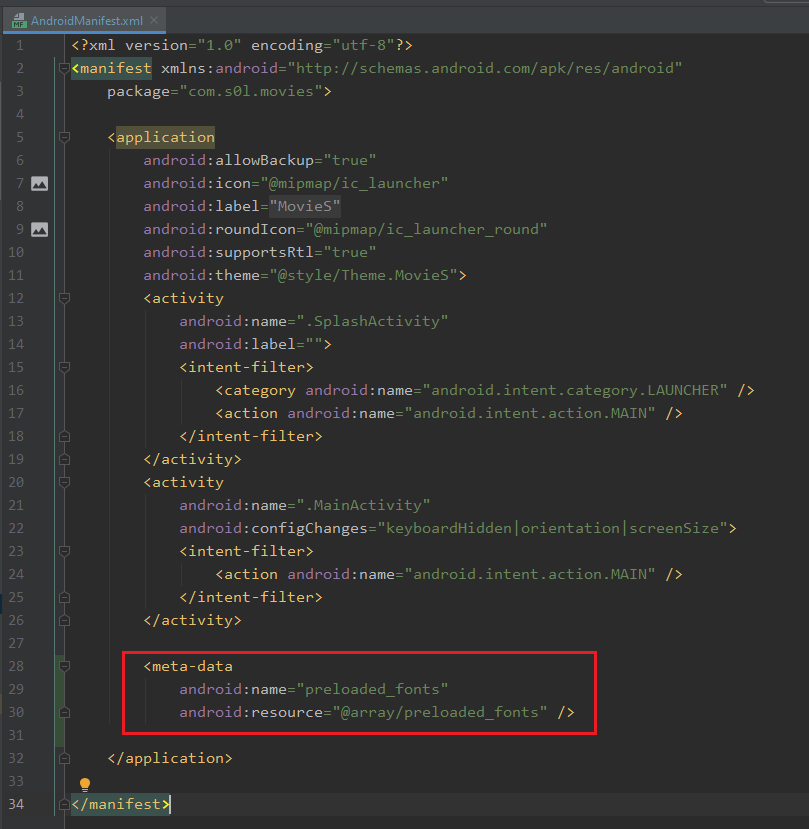 AndroidManifest.xml
1 <?xml version="1.0" encoding="utf-8"?>
2 <manifest xmlns:android="http://schemas.android.com/apk/res/android"
3     package="com.s0l.movies">
4
5     <application
6         android:allowBackup="true"
7         android:icon="@mipmap/ic_launcher"
8         android:label="MovieS"
9         android:roundIcon="@mipmap/ic_launcher_round"
10         android:supportsRtl="true"
11         android:theme="@style/Theme.MovieS">
12         <activity
13             android:name=".SplashActivity"
14             android:label="">
15             <intent-filter>
16                 <category android:name="android.intent.category.LAUNCHER" />
17                 <action android:name="android.intent.action.MAIN" />
18             </intent-filter>
19         </activity>
20         <activity
21             android:name=".MainActivity"
22             android:configChanges="keyboardHidden|orientation|screenSize">
23             <intent-filter>
24                 <action android:name="android.intent.action.MAIN" />
25             </intent-filter>
26         </activity>
27
28         <meta-data
29             android:name="preloaded_fonts"
30             android:resource="@array/preloaded_fonts" />
31
32     </application>
33
34 </manifest>